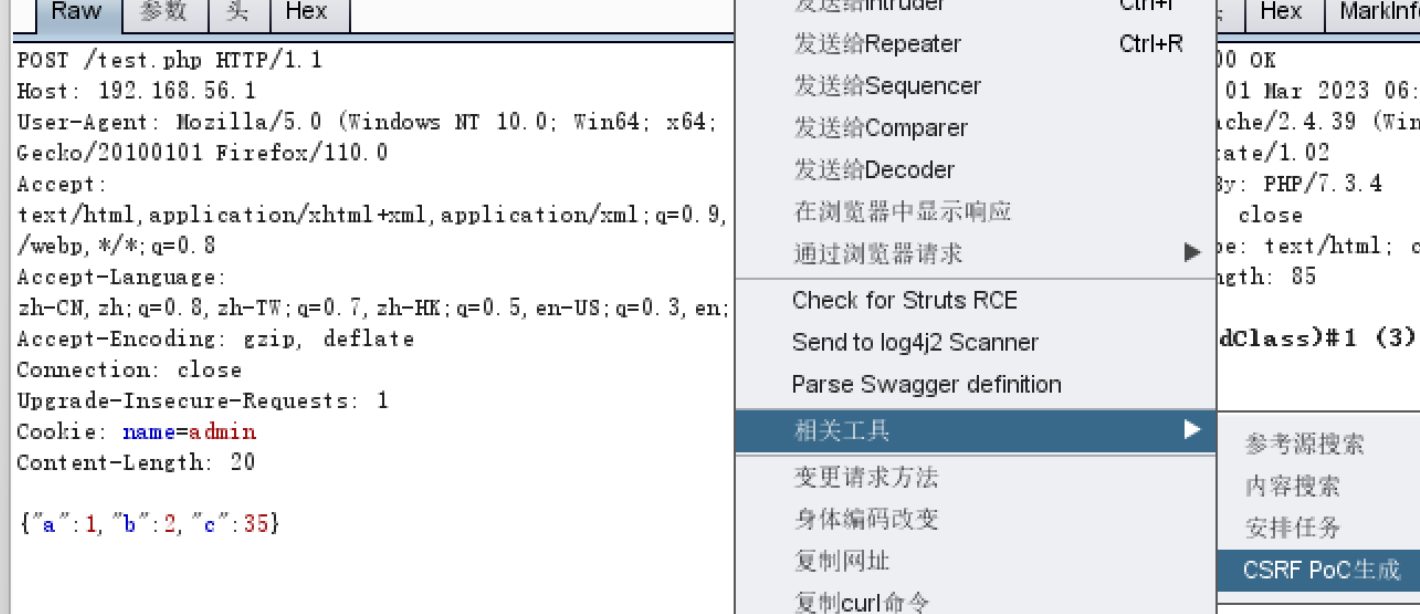 Raw
参数
头
Hex
POST /test.php HTTP/1.1
Host: 192.168.56.1
User-Agent: Mozilla/5.0 (Windows NT 10.0; Win64; x64;
Gecko/20100101 Firefox/110.0
Accept:
text/html,application/xhtml+xml,application/xml;q=0.9,
/webp,*/*;q=0.8
Accept-Language:
zh-CN,zh;q=0.8,zh-TW;q=0.7,zh-HK;q=0.5,en-US;q=0.3,en;
Accept-Encoding: gzip, deflate
Connection: close
Upgrade-Insecure-Requests: 1
Cookie: name=admin
Content-Length: 20
{"a":1,"b":2,"c":35}
发送给Intruder Ctrl+I
发送给Repeater Ctrl+R
发送给Sequencer
发送给Comparer
发送给Decoder
在浏览器中显示响应
通过浏览器请求
Check for Struts RCE
Send to log4j2 Scanner
Parse Swagger definition
相关工具
变更请求方法
身体编码改变
复制网址
复制curl命令
Hex
MarkInfo
00 OK
01 Mar 2023 06:
ache/2.4.39 (Win
tate/1.02
By: PHP/7.3.4
close
pe: text/html; c
ngth: 85
dClass)#1 (3)
参考源搜索
内容搜索
安排任务
CSRF PoC生成